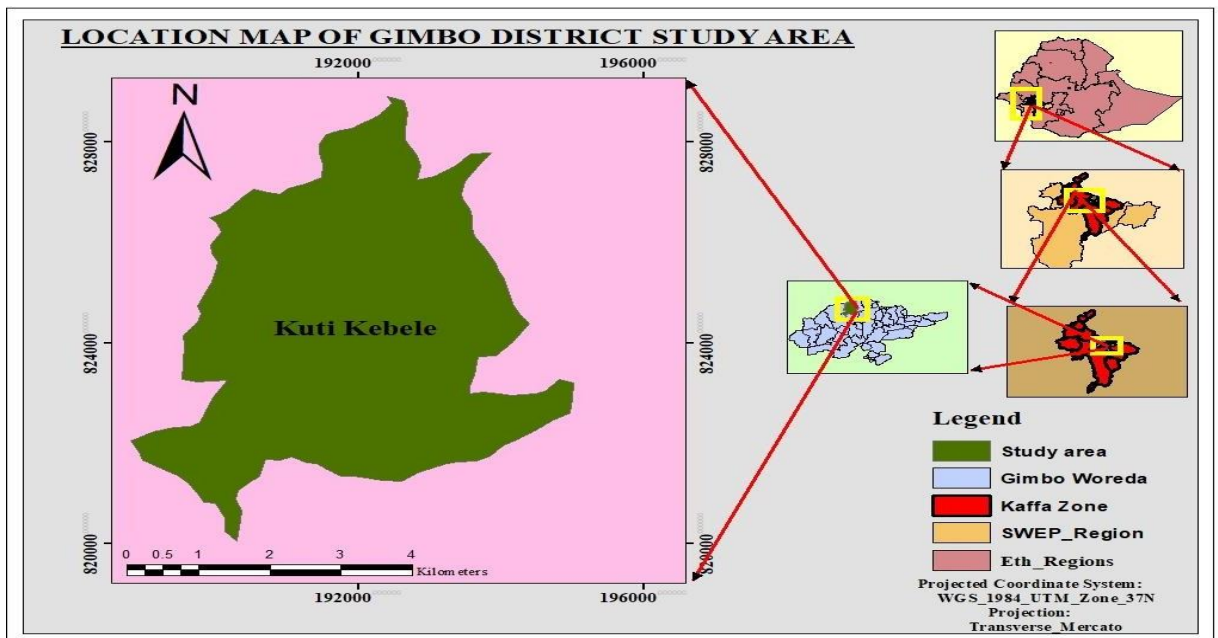 LOCATION MAP OF GIMBO DISTRICT STUDY AREA
192000 196000
N
828000 828000
Kuti Kebele
824000 824000
820000 820000
0 0.5 1 2 3 4
Kilometers
192000 196000
Legend
Study area
Gimbo Woreda
Kaffa Zone
SWEP_Region
Eth_Regions
Projected Coordinate System:
WGS_1984_UTM_Zone_37N
Projection:
Transverse_Mercato